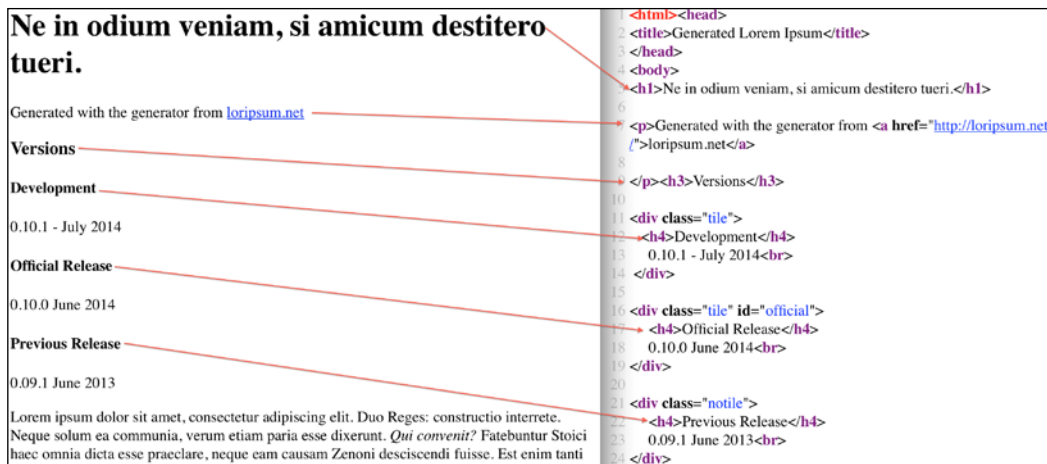 Ne in odium veniam, si amicum destitero
tueri.
Generated with the generator from loripsum.net
Versions
Development
0.10.1 - July 2014
Official Release
0.10.0 June 2014
Previous Release
0.09.1 June 2013
Lorem ipsum dolor sit amet, consectetur adipiscing elit. Duo Reges: constructio interrete.
Neque solum ea communia, verum etiam paria esse dixerunt. Qui convenit? Fatebuntur Stoici
haec omnia dicta esse praeclare, neque eam causam Zenoni desciscendi fuisse. Est enim tanti
1 <html><head>
2 <title>Generated Lorem Ipsum</title>
3 </head>
4 <body>
5 <h1>Ne in odium veniam, si amicum destitero tueri.</h1>
6
7 <p>Generated with the generator from <a href="http://loripsum.net
/">loripsum.net</a>
8
9 </p><h3>Versions</h3>
10
11 <div class="tile">
12 <h4>Development</h4>
13 0.10.1 - July 2014<br>
14 </div>
15
16 <div class="tile" id="official">
17 <h4>Official Release</h4>
18 0.10.0 June 2014<br>
19 </div>
20
21 <div class="notile">
22 <h4>Previous Release</h4>
23 0.09.1 June 2013<br>
24 </div>